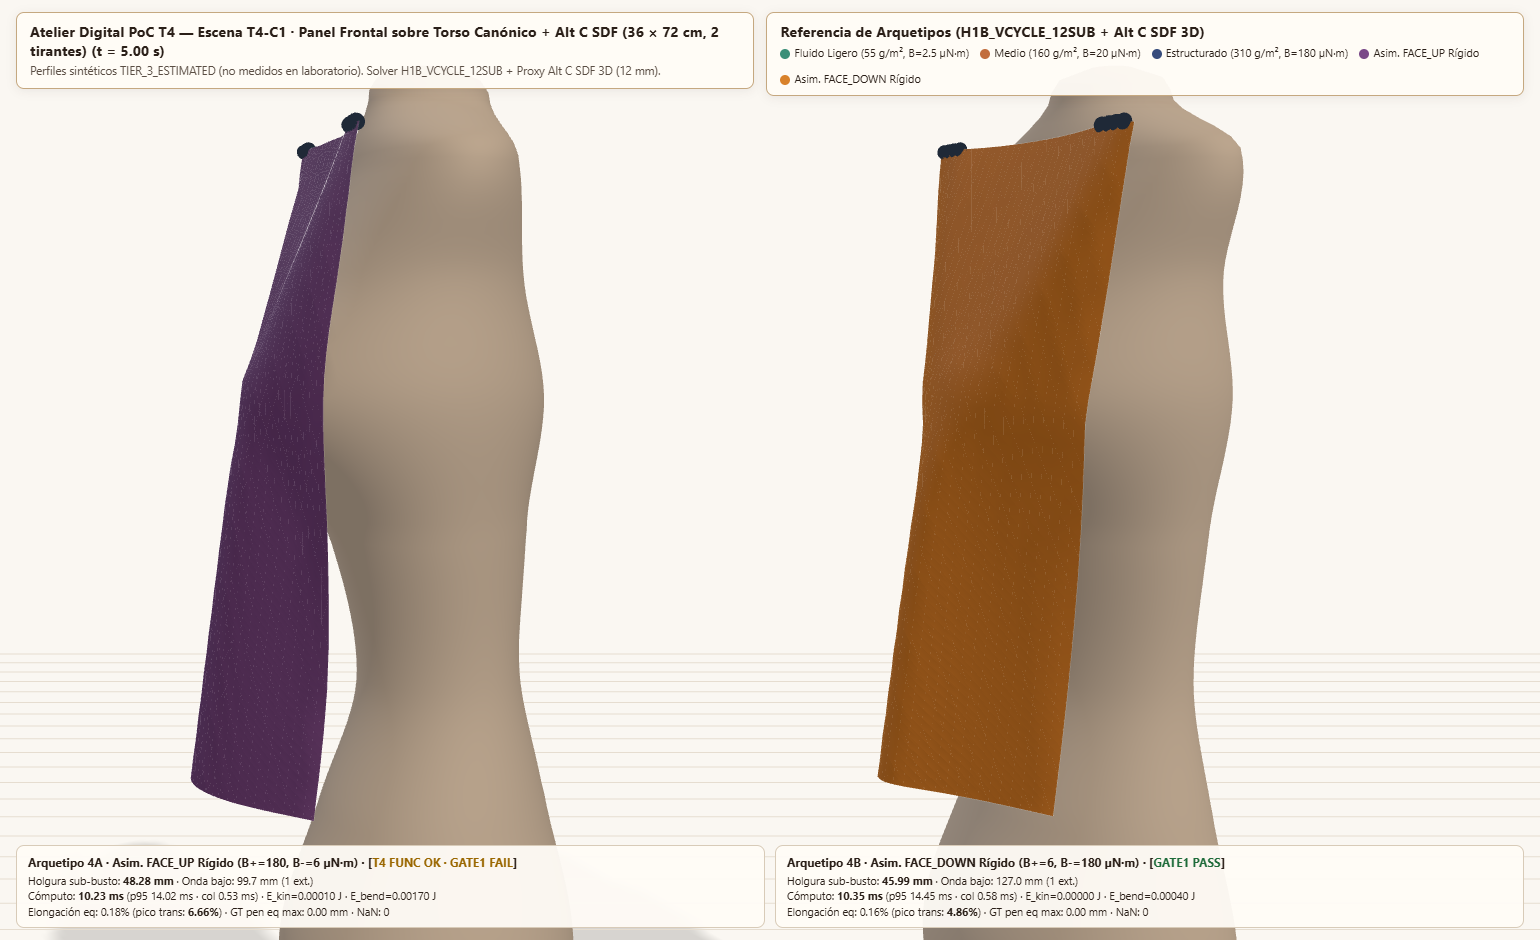 Atelier Digital PoC T4 — Escena T4-C1 · Panel Frontal sobre Torso Canónico + Alt C SDF (36 × 72 cm, 2
tirantes) (t = 5.00 s)
Perfiles sintéticos TIER_3_ESTIMATED (no medidos en laboratorio). Solver H1B_VCYCLE_12SUB + Proxy Alt C SDF 3D (12 mm).
Referencia de Arquetipos (H1B_VCYCLE_12SUB + Alt C SDF 3D)
Fluido Ligero (55 g/m², B=2.5 µN·m) Medio (160 g/m², B=20 µN·m) Estructurado (310 g/m², B=180 µN·m) Asim. FACE_UP Rígido
Asim. FACE_DOWN Rígido
Arquetipo 4A · Asim. FACE_UP Rígido (B+=180, B-=6 µN·m) · [T4 FUNC OK · GATE1 FAIL]
Holgura sub-busto: 48.28 mm · Onda bajo: 99.7 mm (1 ext.)
Cómputo: 10.23 ms (p95 14.02 ms · col 0.53 ms) · E_kin=0.00010 J · E_bend=0.00170 J
Elongación eq: 0.18% (pico trans: 6.66%) · GT pen eq max: 0.00 mm · NaN: 0
Arquetipo 4B · Asim. FACE_DOWN Rígido (B+=6, B-=180 µN·m) · [GATE1 PASS]
Holgura sub-busto: 45.99 mm · Onda bajo: 127.0 mm (1 ext.)
Cómputo: 10.35 ms (p95 14.45 ms · col 0.58 ms) · E_kin=0.00000 J · E_bend=0.00040 J
Elongación eq: 0.16% (pico trans: 4.86%) · GT pen eq max: 0.00 mm · NaN: 0